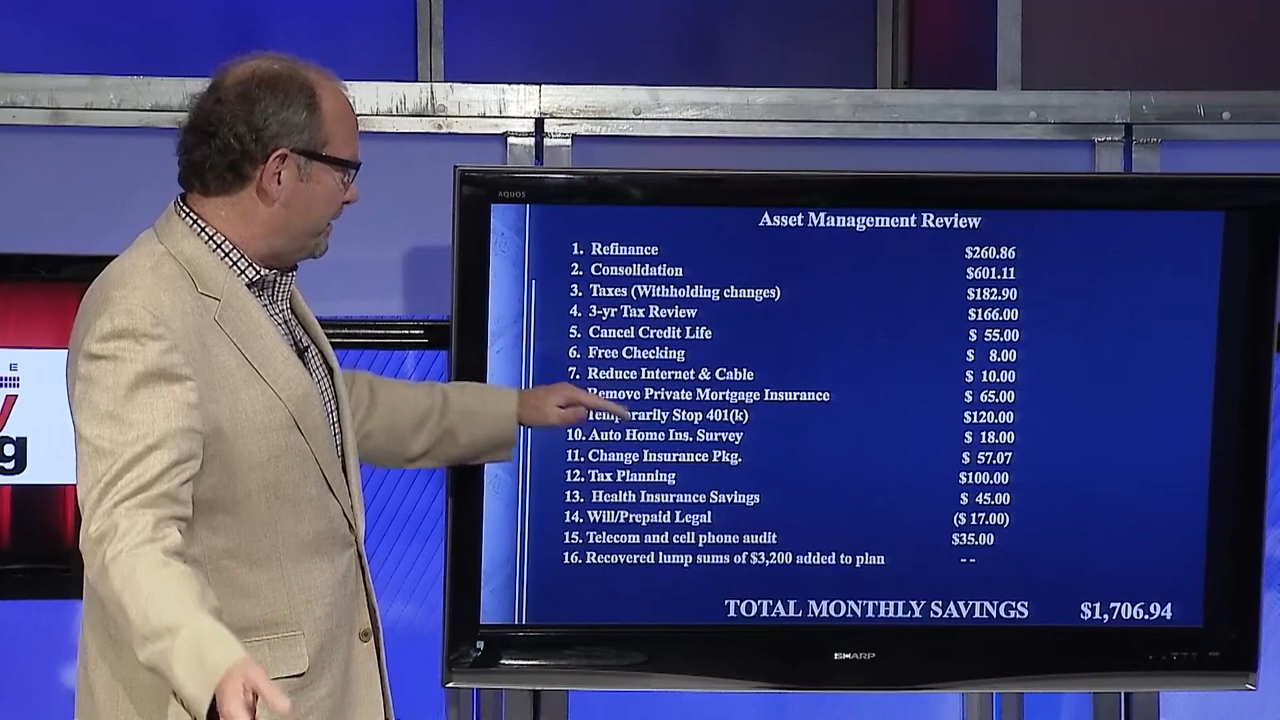 AQUOS
Asset Management Review
1. Refinance $260.86
2. Consolidation $601.11
3. Taxes (Withholding changes) $182.90
4. 3-yr Tax Review $166.00
5. Cancel Credit Life $ 55.00
6. Free Checking $ 8.00
7. Reduce Internet & Cable $ 10.00
Remove Private Mortgage Insurance $ 65.00
Temporarily Stop 401(k) $120.00
10. Auto Home Ins. Survey $ 18.00
11. Change Insurance Pkg. $ 57.07
12. Tax Planning $100.00
13. Health Insurance Savings $ 45.00
14. Will/Prepaid Legal ($ 17.00)
15. Telecom and cell phone audit $35.00
16. Recovered lump sums of $3,200 added to plan --
TOTAL MONTHLY SAVINGS $1,706.94
SHARP
E
y
g